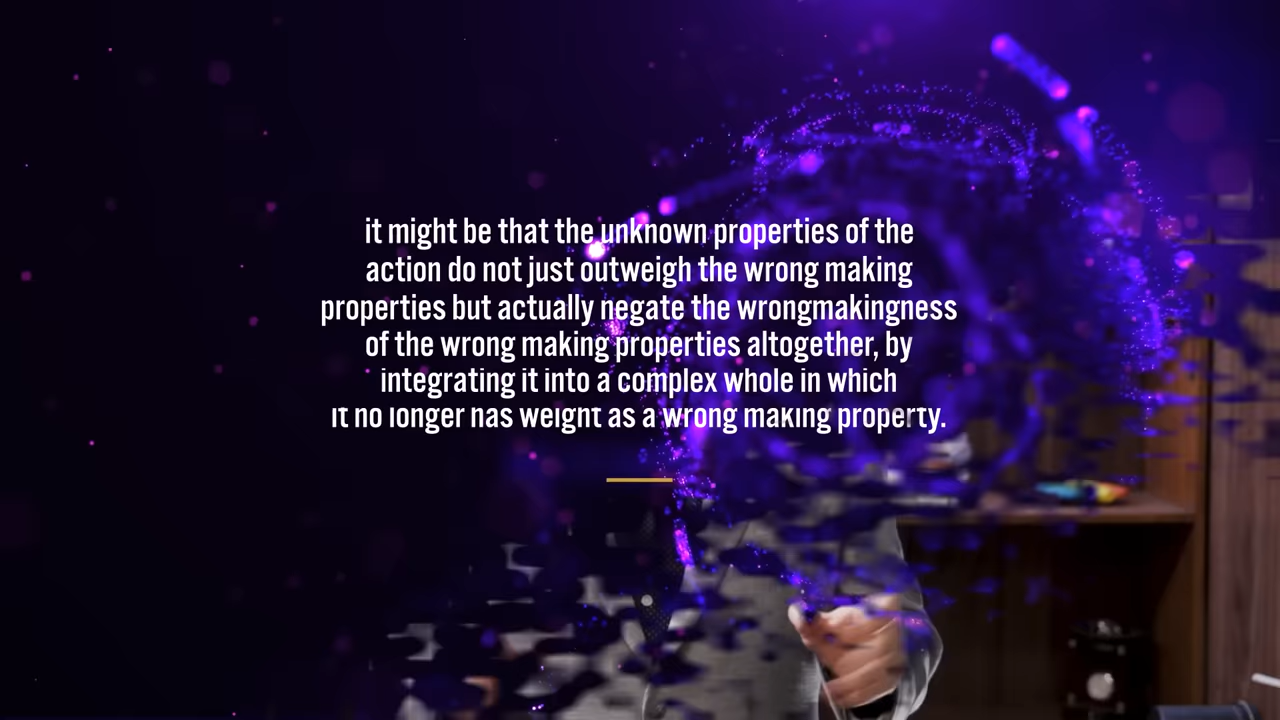 it might be that the unknown properties of the
action do not just outweigh the wrong making
properties but actually negate the wrongmakingness
of the wrong making properties altogether, by
integrating it into a complex whole in which
it no longer has weight as a wrong making property.